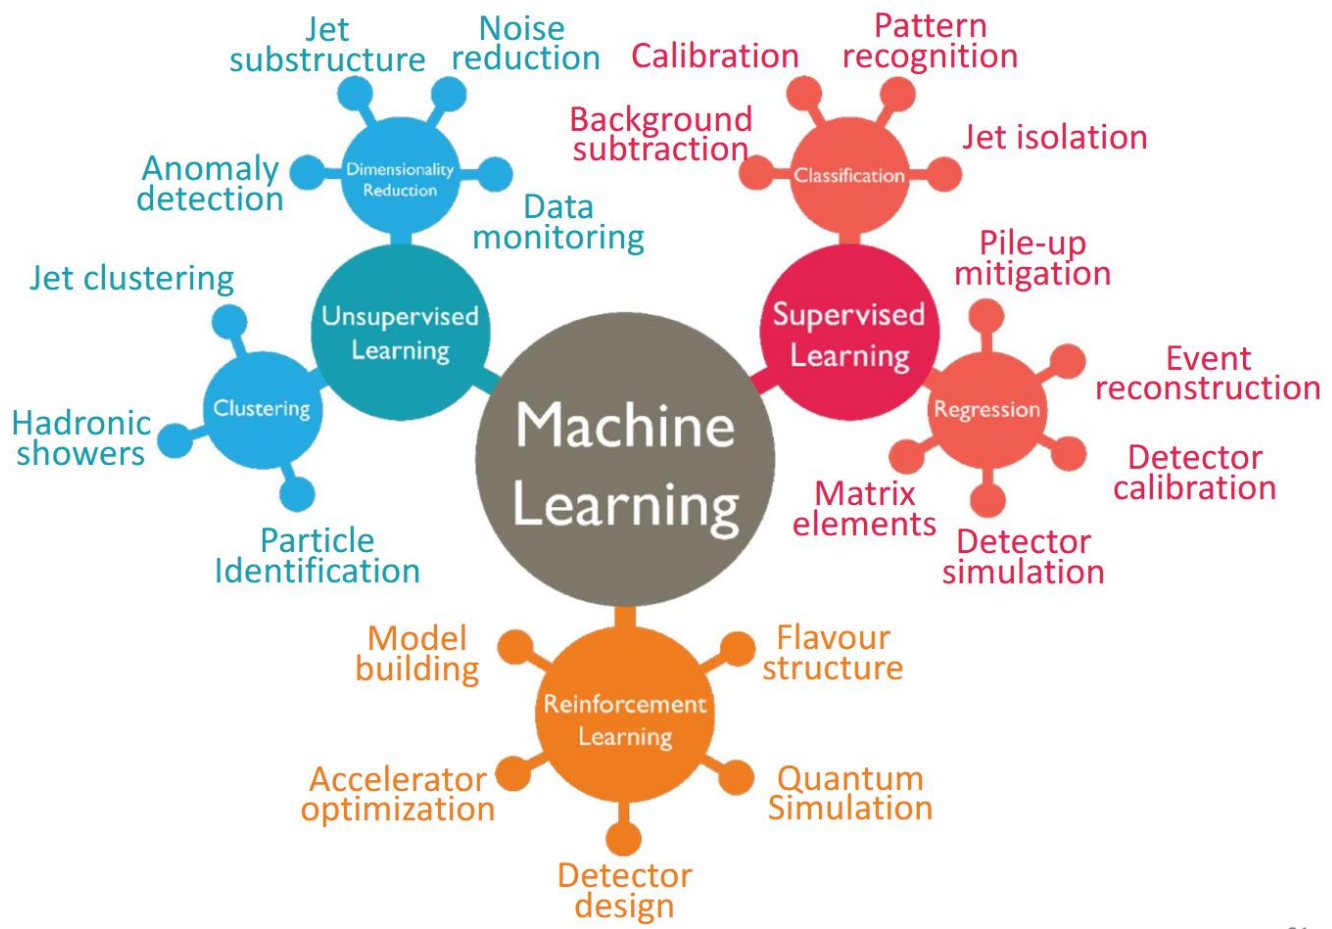 Jet
substructure
Noise
reduction
Anomaly
detection
Dimensionality
Reduction
Data
monitoring
Jet clustering
Unsupervised
Learning
Clustering
Hadronic
showers
Particle
Identification
Calibration
Pattern
recognition
Background
subtraction
Jet isolation
Classification
Pile-up
mitigation
Supervised
Learning
Event
reconstruction
Regression
Detector
calibration
Matrix
elements
Detector
simulation
Machine
Learning
Model
building
Flavour
structure
Reinforcement
Learning
Accelerator
optimization
Quantum
Simulation
Detector
design